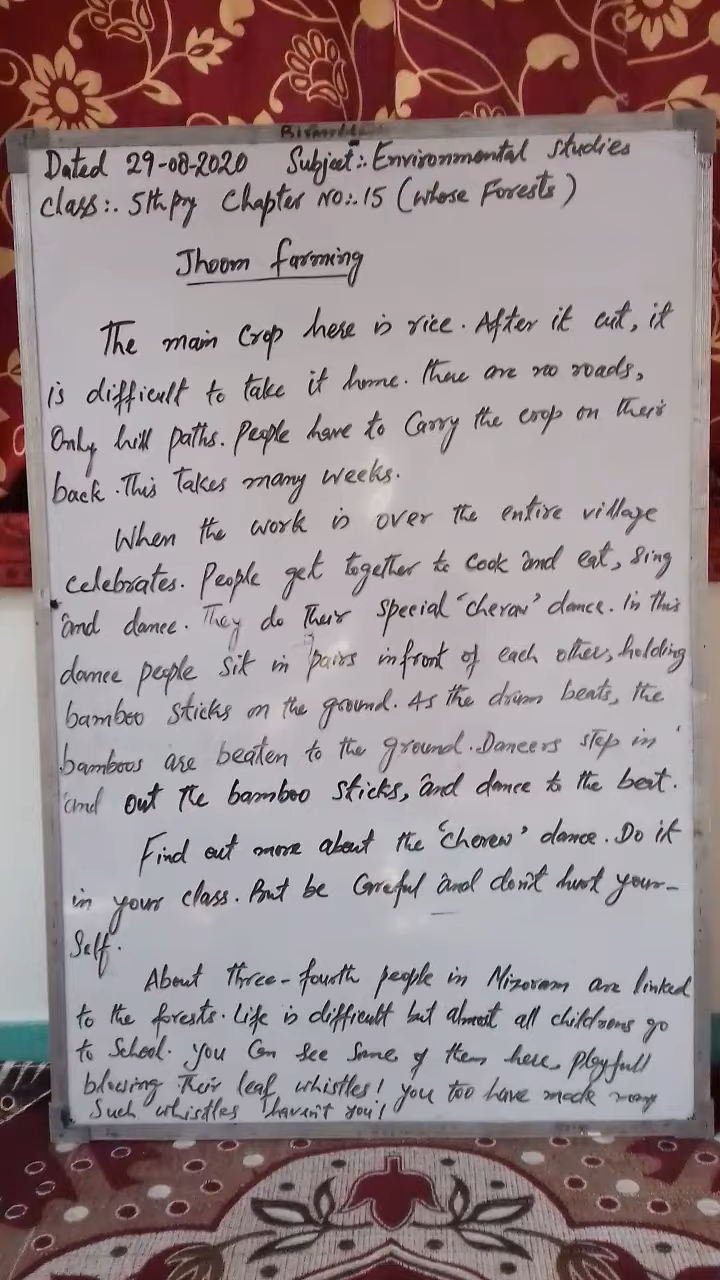 Bismilla
Dated 29-08-2020 Subject:. Environmental studies
Class:. 5th pry Chapter No:. 15 (Whose Forests)
Jhoom farming
The main crop here is rice. After it cut, it
is difficult to take it home. There are no roads,
Only hill paths. People have to carry the crop on their
back. This takes many weeks.
When the work is over the entire village
celebrates. People get together to cook and eat, sing
and dance. They do their special 'cheraw' dance. In this
dance people sit in pairs infront of each other, holding
bamboo sticks on the ground. As the drum beats, the
bamboos are beaten to the ground. Dancers step in
and out the bamboo sticks, and dance to the beat.
Find out more about the 'cherew' dance. Do it
in your class. But be careful and don't hurt your-
Self.
About three-fourth people in Mizoram are linked
to the forests. Life is difficult but almost all childrens go
to School. you can see some of them here, playfull
blowing their leaf whistles! you too have made many
Such whistles haven't you!